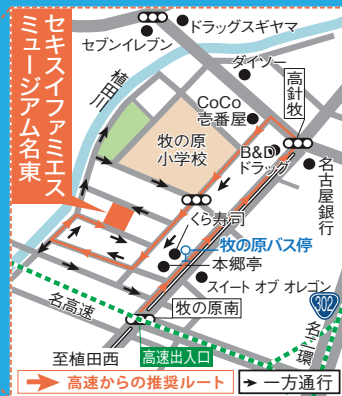 セキスイファミエス
ミュージアム名東
セブンイレブン
ドラッグスギヤマ
ダイソー
植田川
CoCo
壱番屋
高針牧
牧の原
小学校
B&D
ドラッグ
名古屋銀行
くら寿司
牧の原バス停
本郷亭
スイート オブ オレゴン
牧の原南
302
名高速
名二環
至植田西
高速出入口
高速からの推奨ルート
一方通行